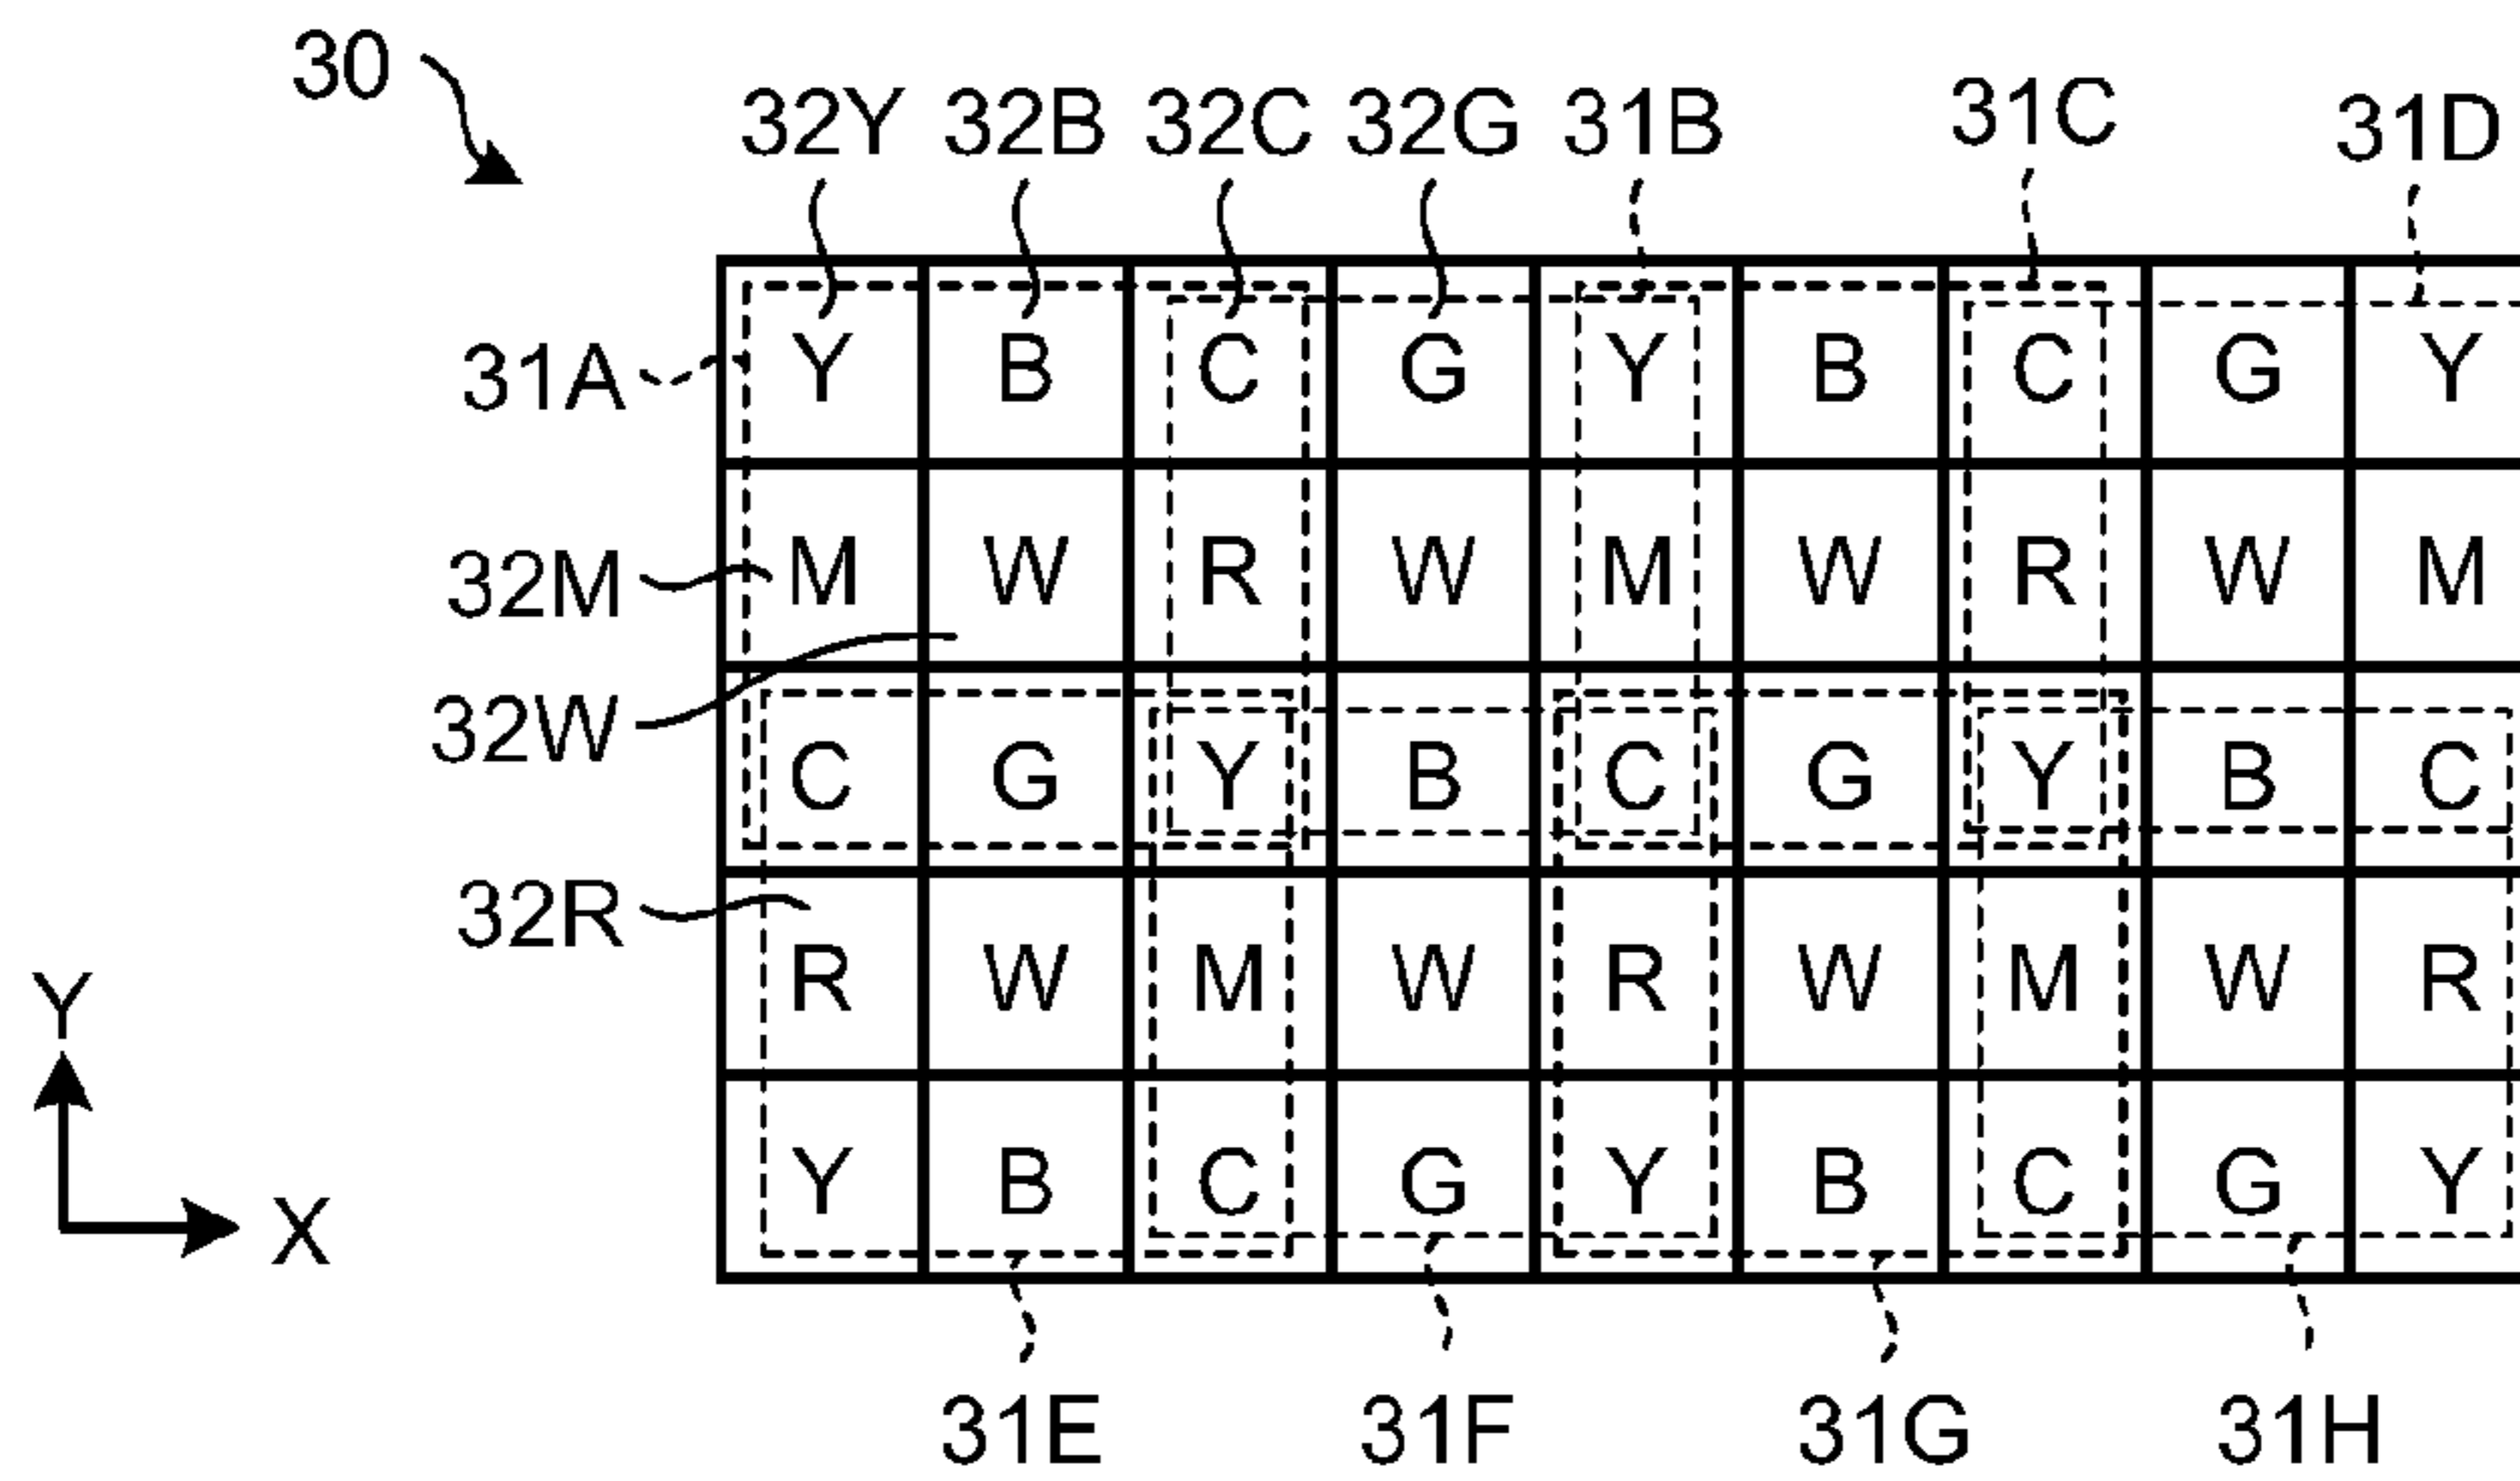 30
32Y 32B 32C 32G 31B 31C 31D
31A Y B C G Y B C G Y
32M M W R W M W R W M
32W C G Y B C G Y B C
32R R W M W R W M W R
Y Y B C G Y B C G Y
X
31E 31F 31G 31H